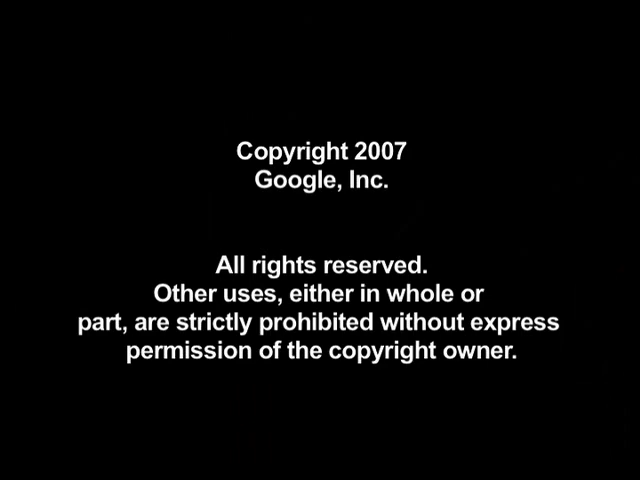 Copyright 2007
Google, Inc.
All rights reserved.
Other uses, either in whole or
part, are strictly prohibited without express
permission of the copyright owner.